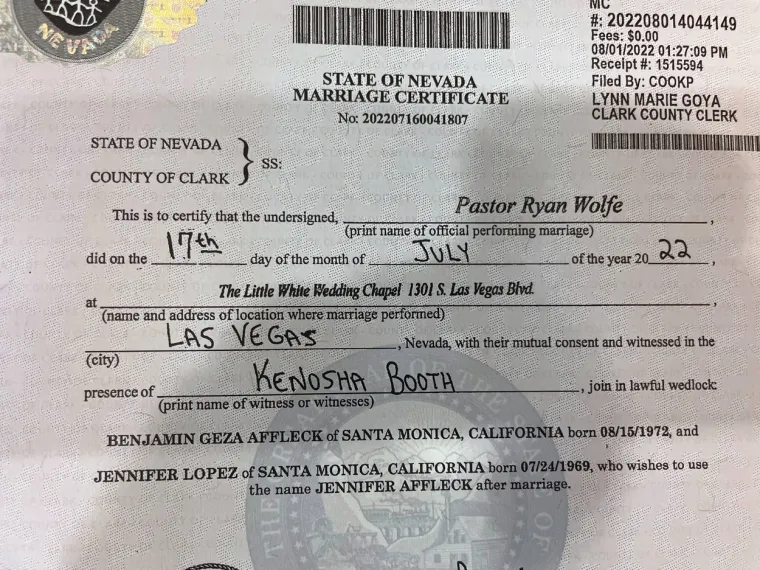 NEVADA
MC
#: 202208014044149
Fees: $0.00
08/01/2022 01:27:09 PM
Receipt #: 1515594
Filed By: COOKP
LYNN MARIE GOYA
CLARK COUNTY CLERK
STATE OF NEVADA
MARRIAGE CERTIFICATE
No: 202207160041807
STATE OF NEVADA
COUNTY OF CLARK
} SS:
This is to certify that the undersigned, Pastor Ryan Wolfe,
(print name of official performing marriage)
did on the 17th day of the month of JULY of the year 2022,
at The Little White Wedding Chapel 1301 S. Las Vegas Blvd.,
(name and address of location where marriage performed)
LAS VEGAS, Nevada, with their mutual consent and witnessed in the
(city)
presence of KENOSHA BOOTH, join in lawful wedlock:
(print name of witness or witnesses)
BENJAMIN GEZA AFFLECK of SANTA MONICA, CALIFORNIA born 08/15/1972, and
JENNIFER LOPEZ of SANTA MONICA, CALIFORNIA born 07/24/1969, who wishes to use
the name JENNIFER AFFLECK after marriage.